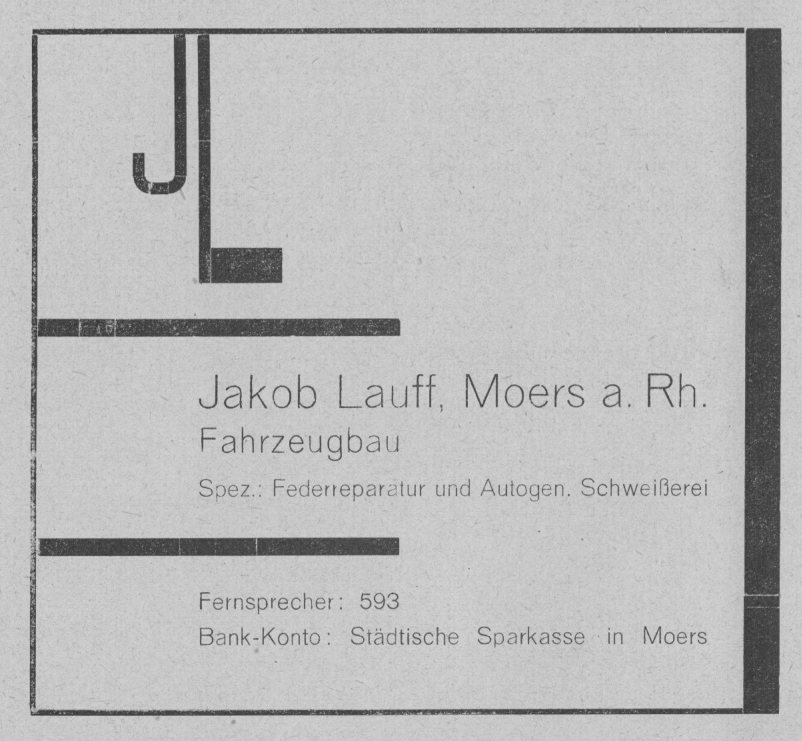 JL
Jakob Lauff, Moers a. Rh.
Fahrzeugbau
Spez.: Federreparatur und Autogen. Schweißerei
Fernsprecher: 593
Bank-Konto: Städtische Sparkasse in Moers